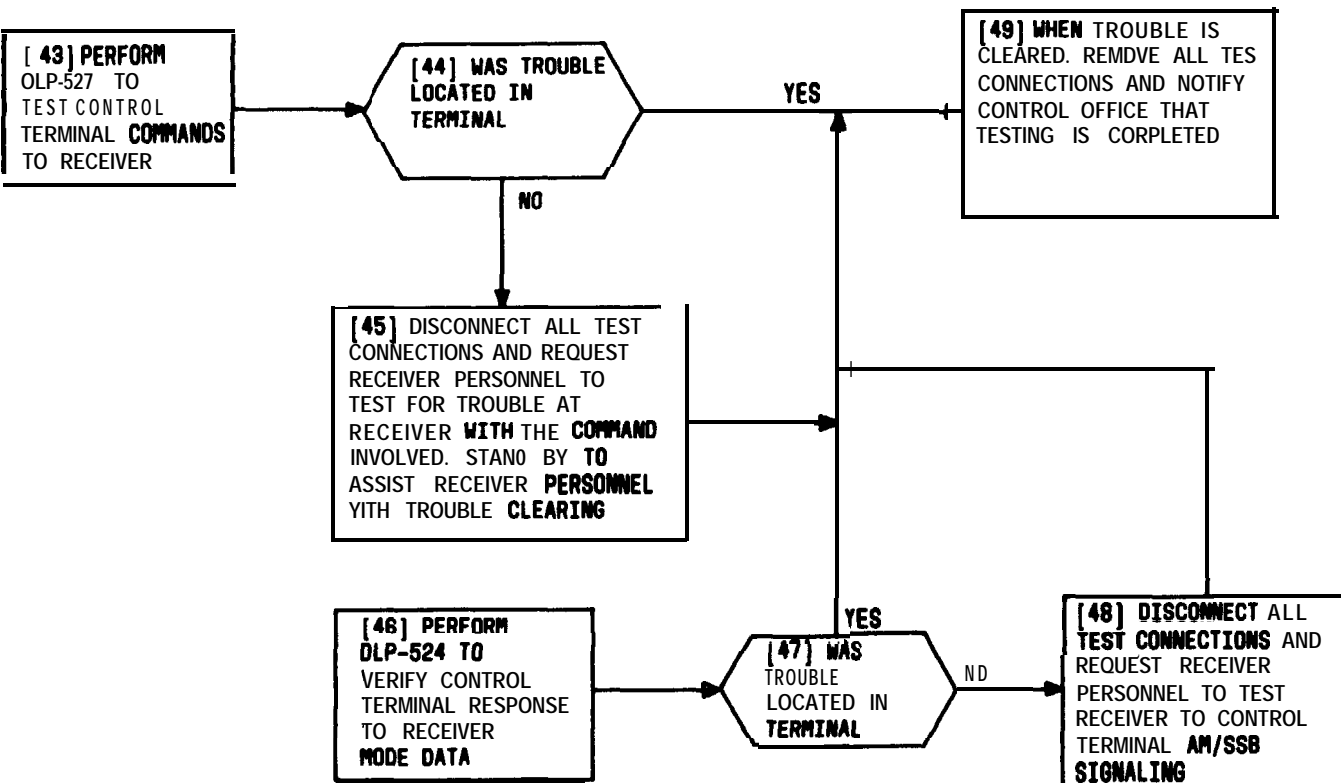 [ 43] PERFORM
OLP-527 TO
TEST CONTROL
TERMINAL COMMANDS
TO RECEIVER
[44] WAS TROUBLE
LOCATED IN
TERMINAL
YES
NO
[49] WHEN TROUBLE IS
CLEARED. REMDVE ALL TES
CONNECTIONS AND NOTIFY
CONTROL OFFICE THAT
TESTING IS CORPLETED
[45] DISCONNECT ALL TEST
CONNECTIONS AND REQUEST
RECEIVER PERSONNEL TO
TEST FOR TROUBLE AT
RECEIVER WITH THE COMMAND
INVOLVED. STAN0 BY TO
ASSIST RECEIVER PERSONNEL
YITH TROUBLE CLEARING
[46] PERFORM
DLP-524 TO
VERIFY CONTROL
TERMINAL RESPONSE
TO RECEIVER
MODE DATA
YES
[47] WAS
TROUBLE
LOCATED IN
TERMINAL
ND
[48] DISCONNECT ALL
TEST CONNECTIONS AND
REQUEST RECEIVER
PERSONNEL TO TEST
RECEIVER TO CONTROL
TERMINAL AM/SSB
SIGNALING